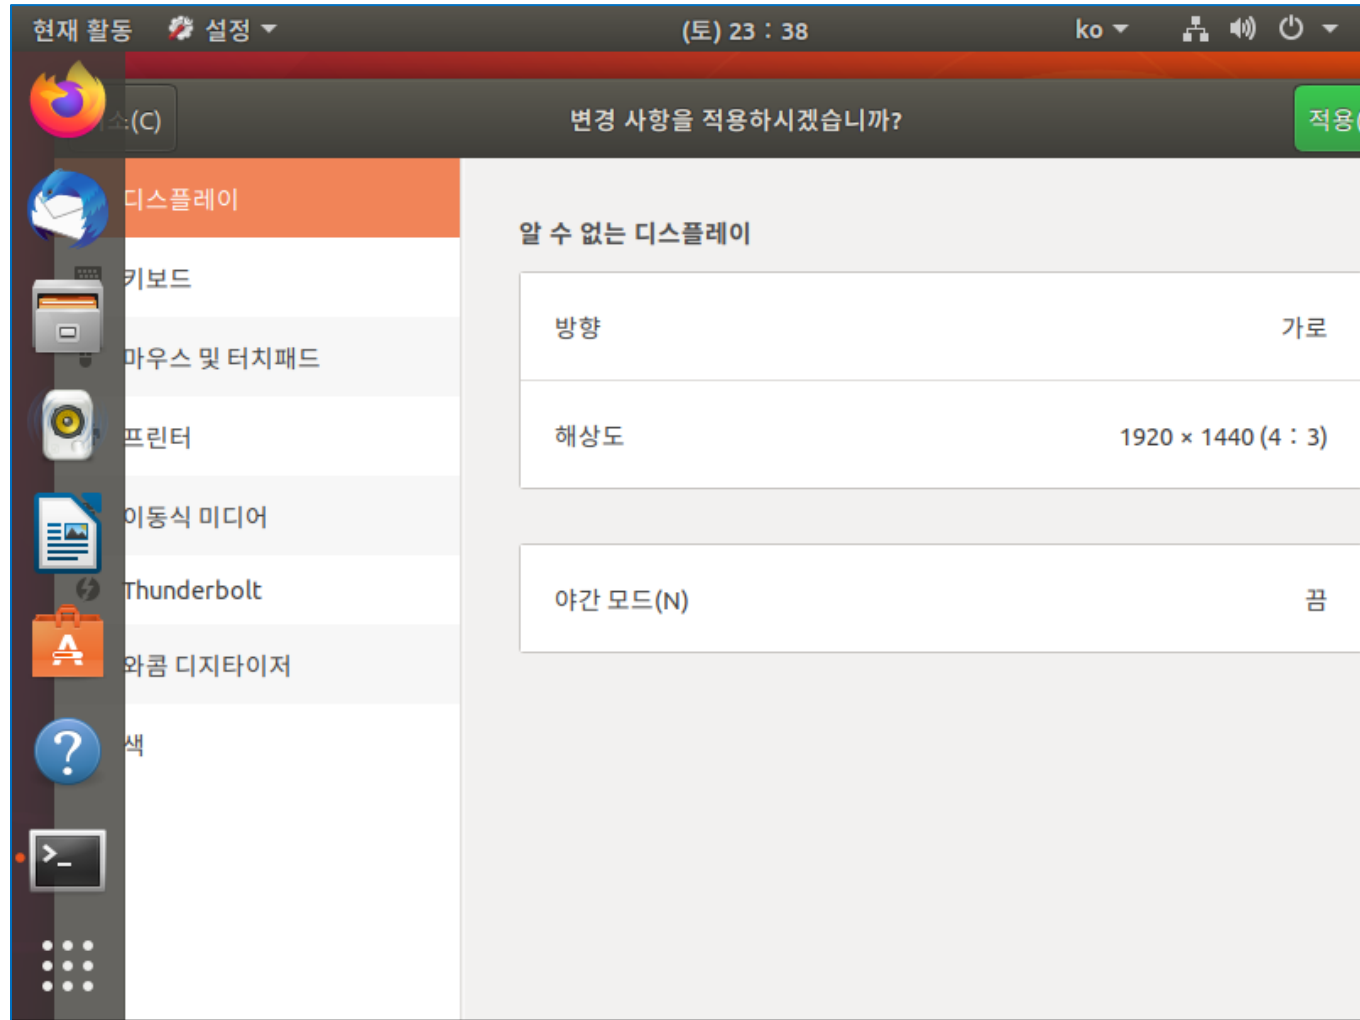 현재 활동 설정 (토) 23 : 38 ko
(C) 변경 사항을 적용하시겠습니까? 적용(
디스플레이
알 수 없는 디스플레이
키보드
방향 가로
마우스 및 터치패드
프린터
해상도 1920 × 1440 (4 : 3)
이동식 미디어
Thunderbolt
야간 모드(N) 끔
와콤 디지타이저
색